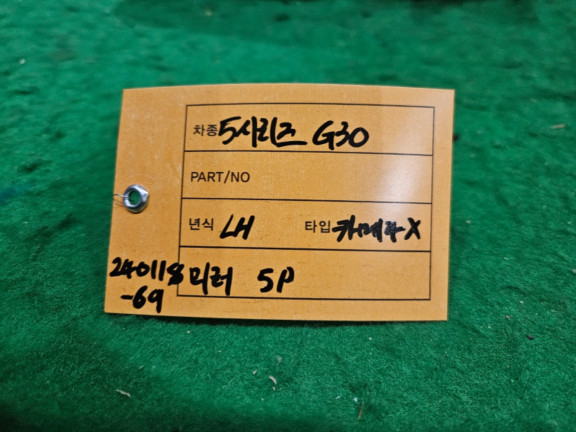 차종 5시리즈 G30
PART/NO
년식 LH 타입 카메라X
240118 미러 5P
-69